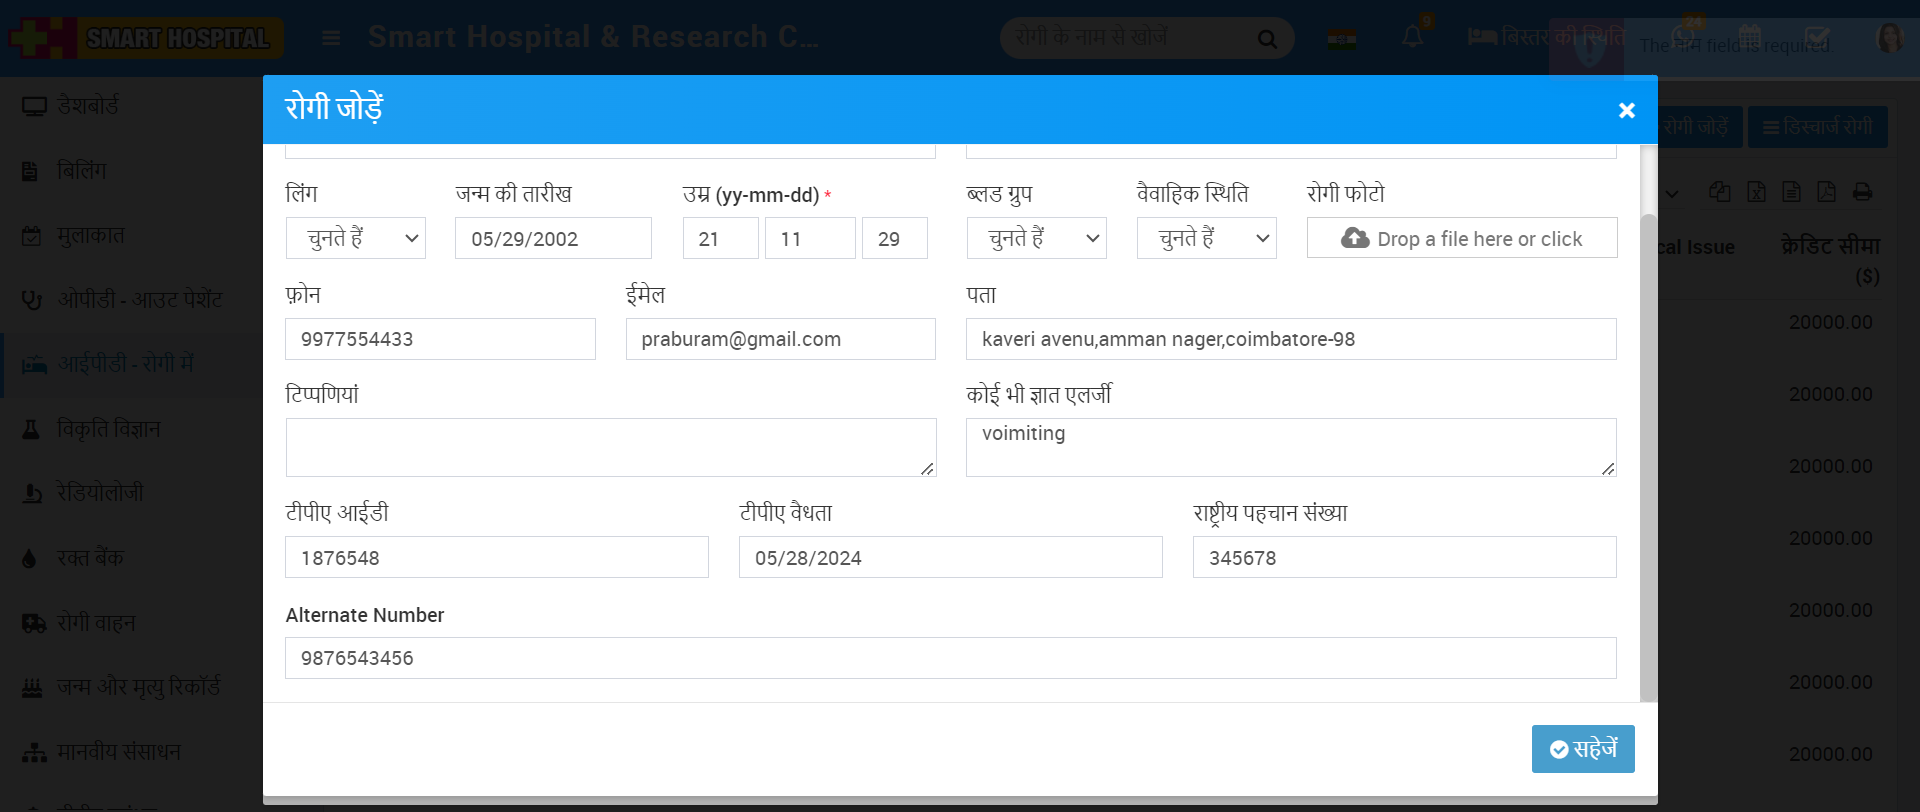 SMART HOSPITAL
Smart Hospital & Research C...
रोगी के नाम से खोजें
9
बिस्तर की स्थिति
24
The नाम field is required.
रोगी जोड़ें
डैशबोर्ड
बिलिंग
मुलाकात
ओपीडी - आउट पेशेंट
आईपीडी - रोगी में
विकृति विज्ञान
रेडियोलोजी
रक्त बैंक
रोगी वाहन
जन्म और मृत्यु रिकॉर्ड
मानवीय संसाधन
रोगी जोड़ें
डिस्चार्ज रोगी
लिंग
जन्म की तारीख
उम्र (yy-mm-dd) *
ब्लड ग्रुप
वैवाहिक स्थिति
रोगी फोटो
चुनते हैं
05/29/2002
21
11
29
चुनते हैं
चुनते हैं
Drop a file here or click
फ़ोन
ईमेल
पता
9977554433
praburam@gmail.com
kaveri avenu,amman nager,coimbatore-98
टिप्पणियां
कोई भी ज्ञात एलर्जी
voimiting
टीपीए आईडी
टीपीए वैधता
राष्ट्रीय पहचान संख्या
1876548
05/28/2024
345678
Alternate Number
9876543456
सहेजें
cal Issue
क्रेडिट सीमा
($)
20000.00
20000.00
20000.00
20000.00
20000.00
20000.00
20000.00